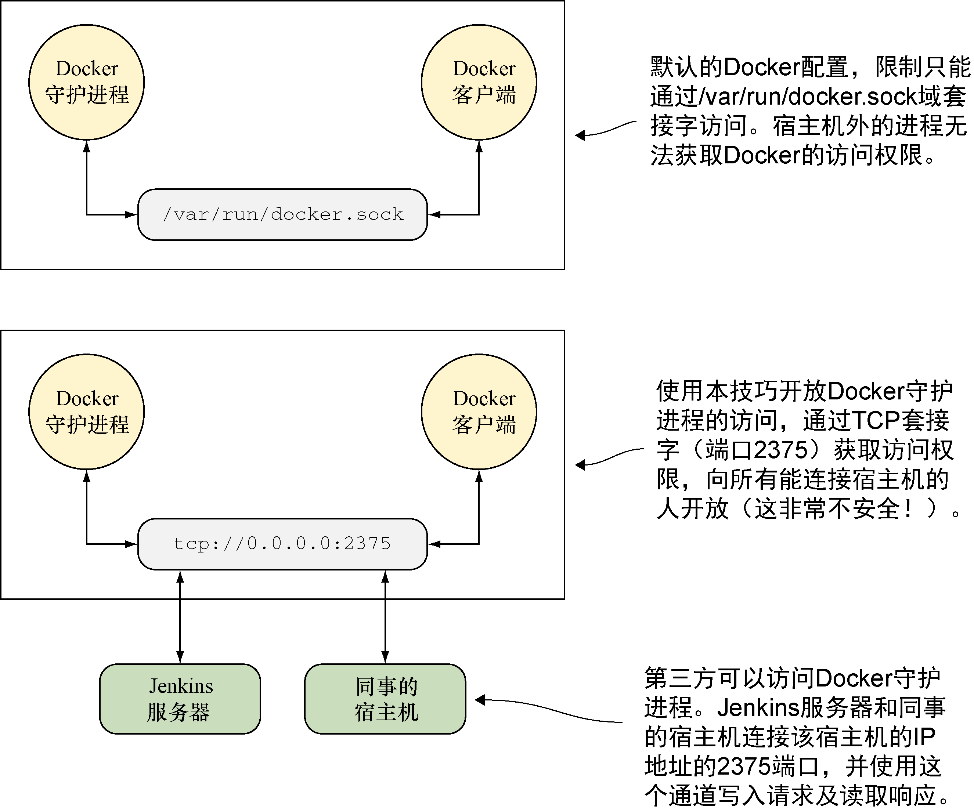 Docker
守护进程
Docker
客户端
/var/run/docker.sock
默认的Docker配置，限制只能
通过/var/run/docker.sock域套
接字访问。宿主机外的进程无
法获取Docker的访问权限。
Docker
守护进程
Docker
客户端
tcp://0.0.0.0:2375
使用本技巧开放Docker守护
进程的访问，通过TCP套接
字（端口2375）获取访问权
限，向所有能连接宿主机的
人开放（这非常不安全！）。
Jenkins
服务器
同事的
宿主机
第三方可以访问Docker守护
进程。Jenkins服务器和同事
的宿主机连接该宿主机的IP
地址的2375端口，并使用这
个通道写入请求及读取响应。